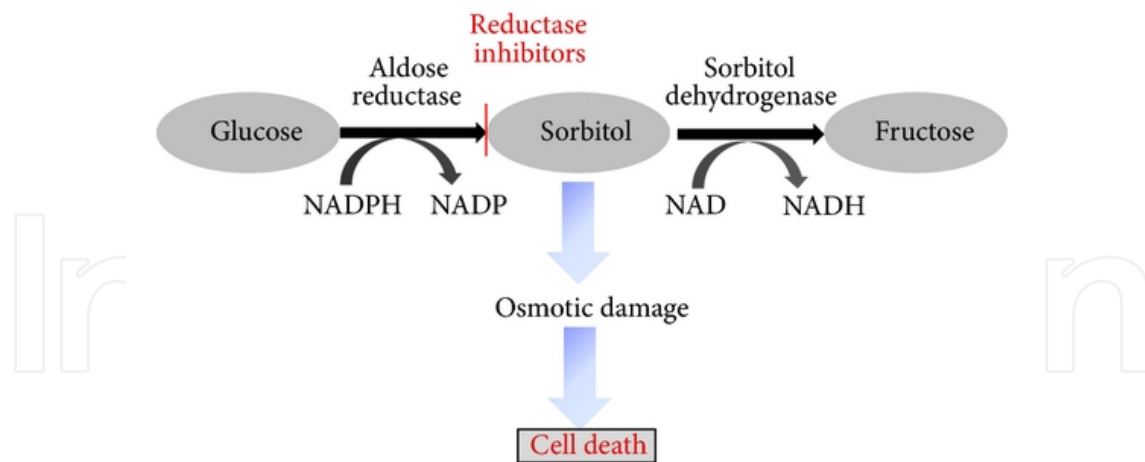 Reductase
inhibitors
Aldose
reductase
Sorbitol
dehydrogenase
Glucose
Sorbitol
Fructose
NADPH
NADP
NAD
NADH
Osmotic damage
Cell death